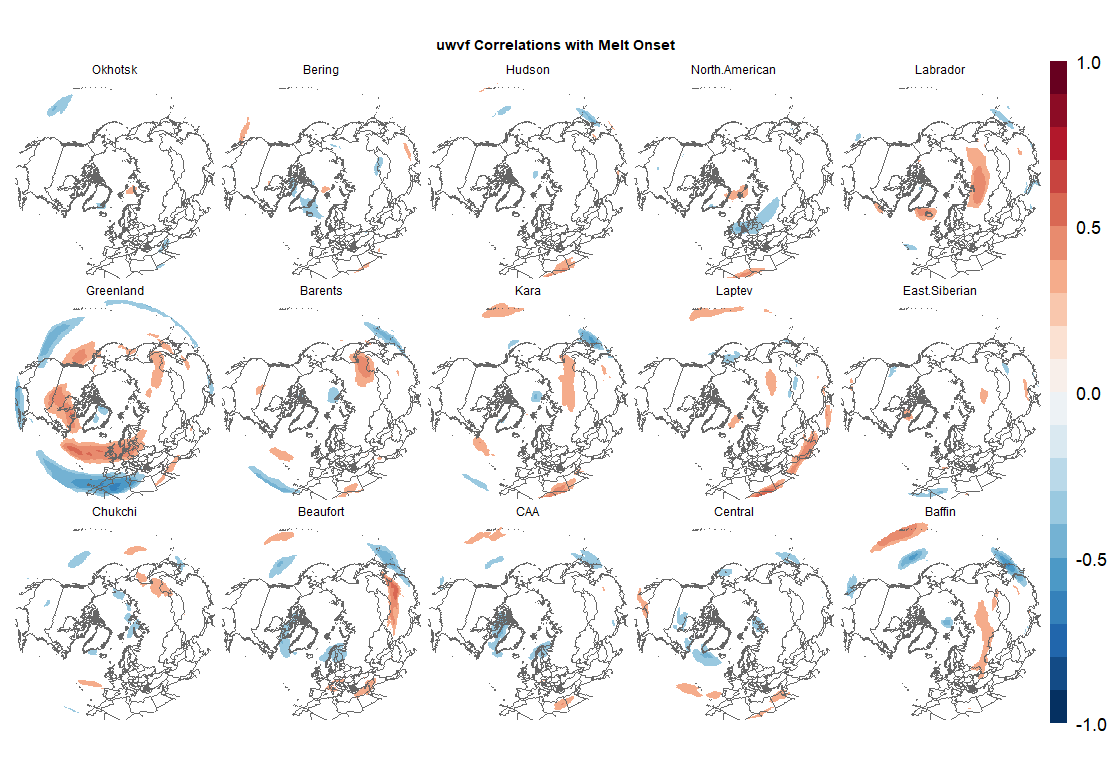 uwvf Correlations with Melt Onset
Okhotsk
Bering
Hudson
North.American
Labrador
Greenland
Barents
Kara
Laptev
East.Siberian
Chukchi
Beaufort
CAA
Central
Baffin
1.0
0.5
0.0
-0.5
-1.0